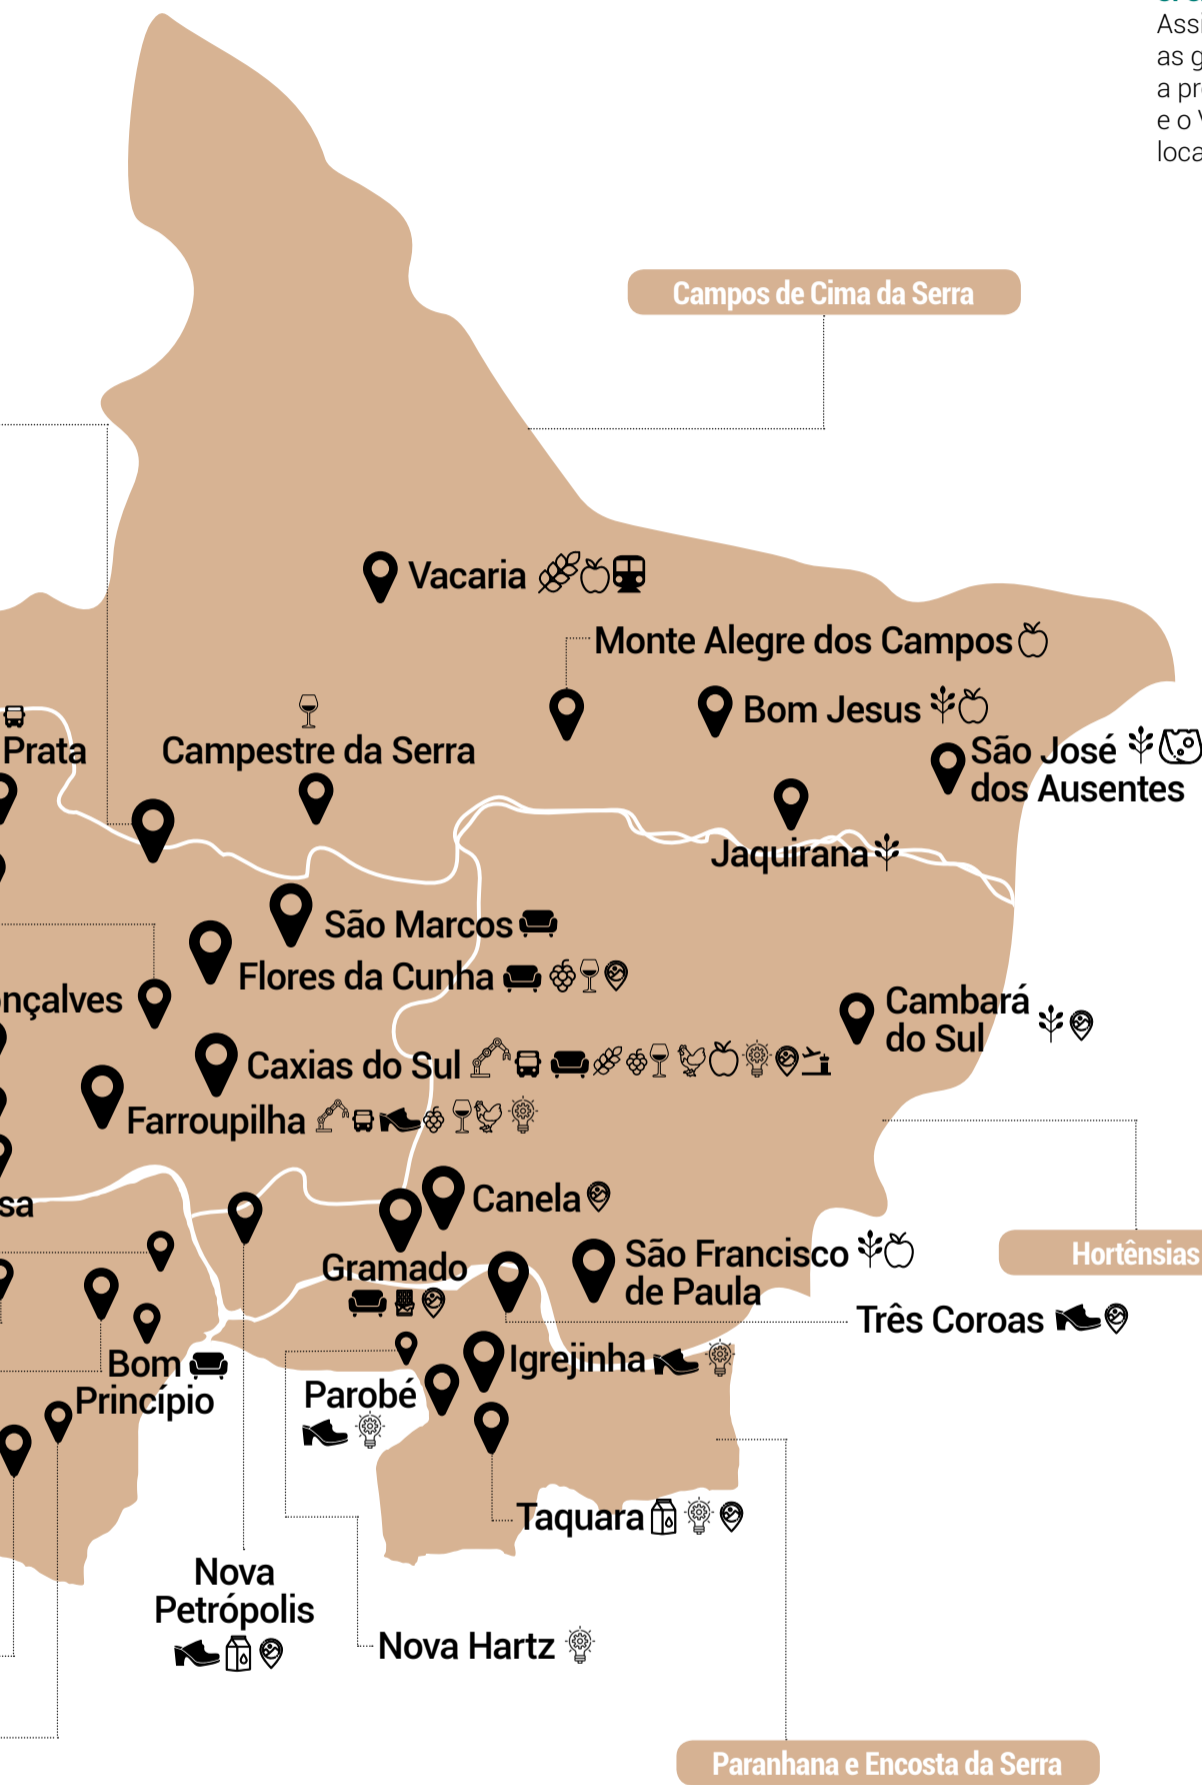 Campos de Cima da Serra
Vacaria
Monte Alegre dos Campos
Bom Jesus
São José
dos Ausentes
Prata
Campestre da Serra
Jaquirana
São Marcos
Flores da Cunha
Cambará
do Sul
Caxias do Sul
Farroupilha
Canela
Gramado
São Francisco
de Paula
Hortênsias
Três Coroas
Igrejinha
Bom
Princípio
Parobé
Taquara
Nova
Petrópolis
Nova Hartz
Paranhana e Encosta da Serra